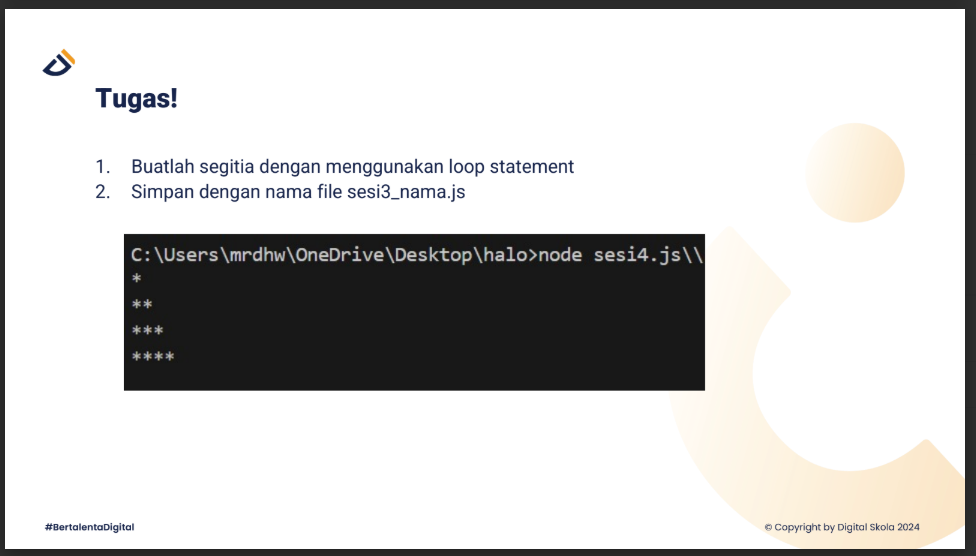 Tugas!
1. Buatlah segitia dengan menggunakan loop statement
2. Simpan dengan nama file sesi3_nama.js
C:\Users\mrdhw\OneDrive\Desktop\halo>node sesi4.js\\
*
**
***
****
#BertalentaDigital
© Copyright by Digital Skola 2024